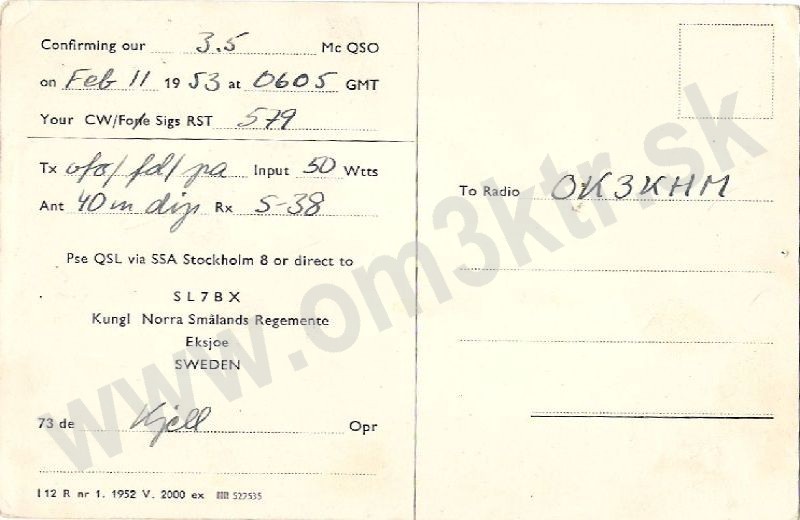 Confirming our 3.5 Mc QSO
on Feb 11 1953 at 0605 GMT
Your CW/Fone Sigs RST 579
Tx vfo/fd/pa Input 50 Wtts
Ant 40 m dip Rx S-38
Pse QSL via SSA Stockholm 8 or direct to
SL7BX
Kungl Norra Smålands Regemente
Eksjoe
SWEDEN
73 de Kjell Opr
I 12 R nr 1. 1952 V. 2000 ex 527535
To Radio OK3KHM
www.om3ktr.sk